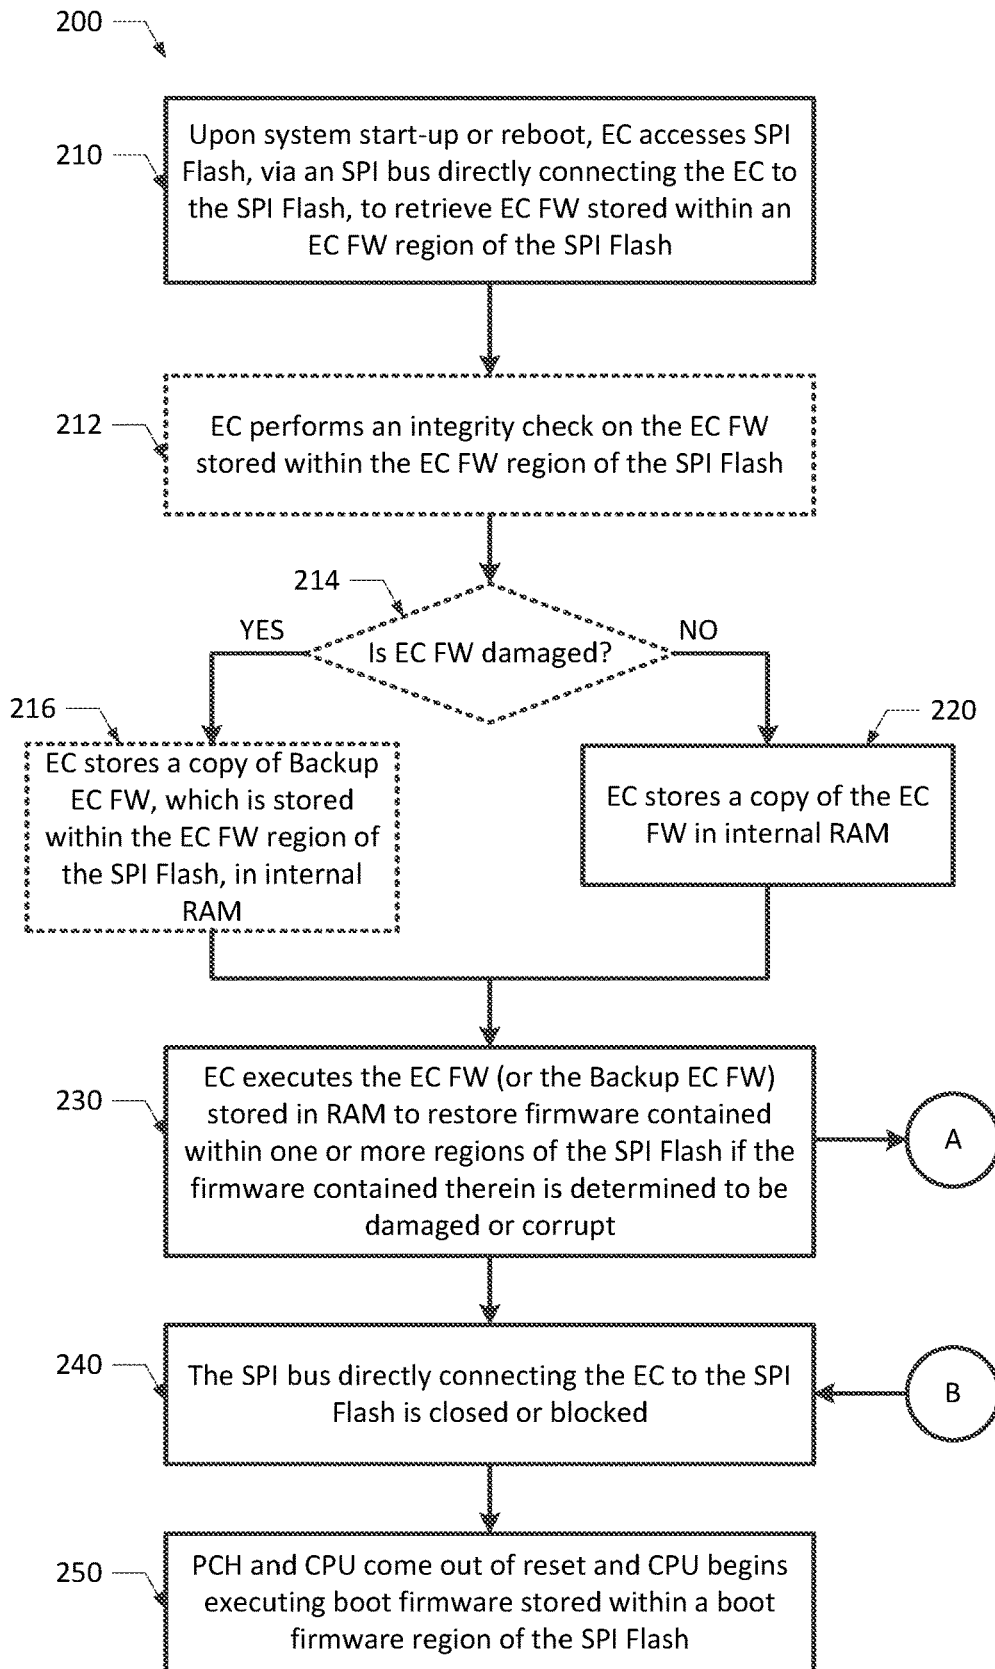 200
210
Upon system start-up or reboot, EC accesses SPI
Flash, via an SPI bus directly connecting the EC to
the SPI Flash, to retrieve EC FW stored within an
EC FW region of the SPI Flash
212
EC performs an integrity check on the EC FW
stored within the EC FW region of the SPI Flash
214
YES
Is EC FW damaged?
NO
216
EC stores a copy of Backup
EC FW, which is stored
within the EC FW region of
the SPI Flash, in internal
RAM
220
EC stores a copy of the EC
FW in internal RAM
230
EC executes the EC FW (or the Backup EC FW)
stored in RAM to restore firmware contained
within one or more regions of the SPI Flash if the
firmware contained therein is determined to be
damaged or corrupt
A
240
The SPI bus directly connecting the EC to the SPI
Flash is closed or blocked
B
250
PCH and CPU come out of reset and CPU begins
executing boot firmware stored within a boot
firmware region of the SPI Flash